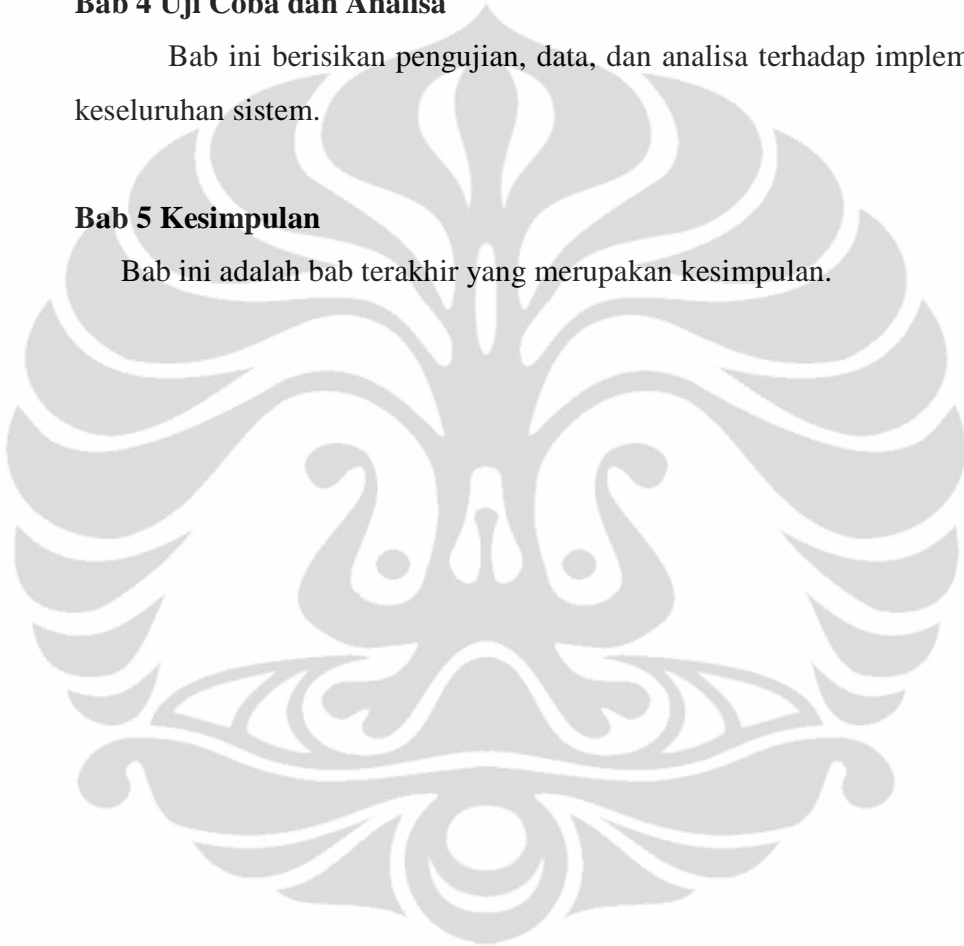 Bab 4 Uji Coba dan Analisa
Bab ini berisikan pengujian, data, dan analisa terhadap implem
keseluruhan sistem.
Bab 5 Kesimpulan
Bab ini adalah bab terakhir yang merupakan kesimpulan.